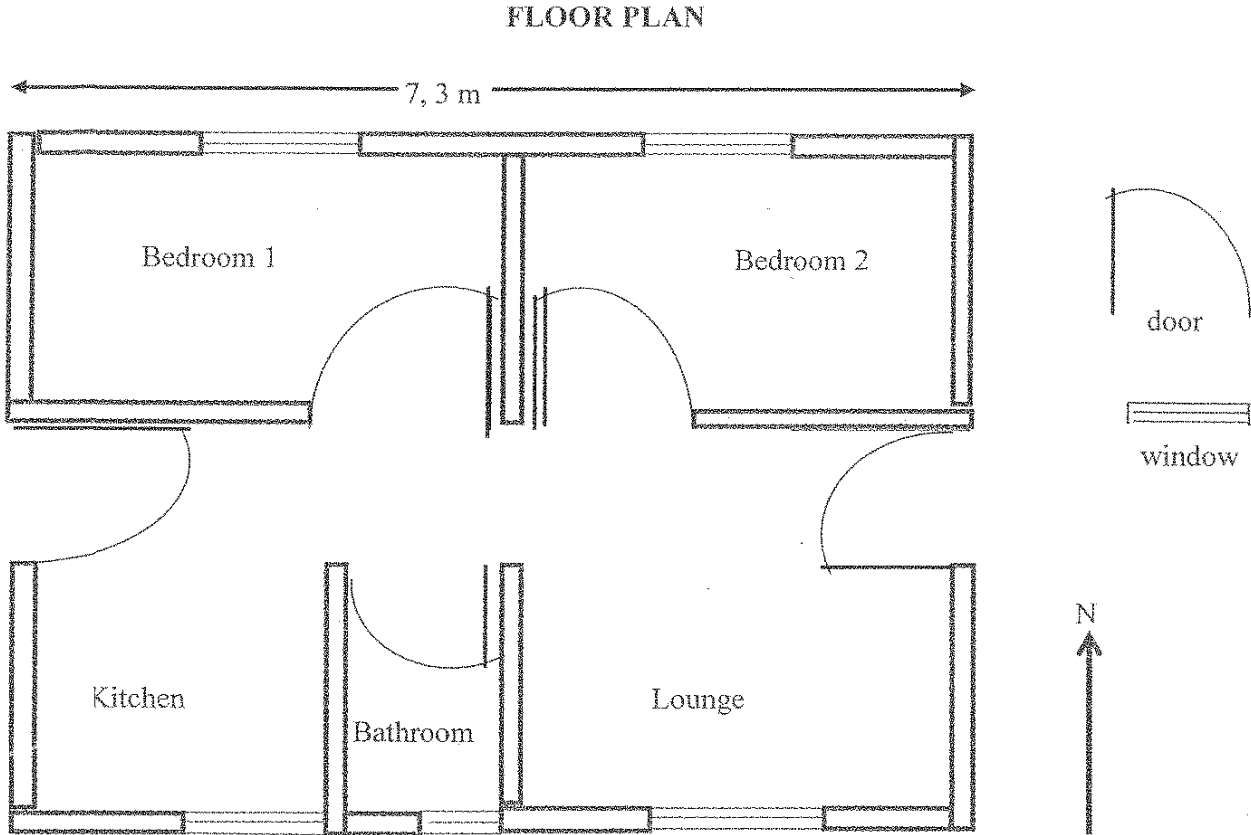 FLOOR PLAN
7, 3 m
Bedroom 1
Bedroom 2
door
window
N
Kitchen
Bathroom
Lounge